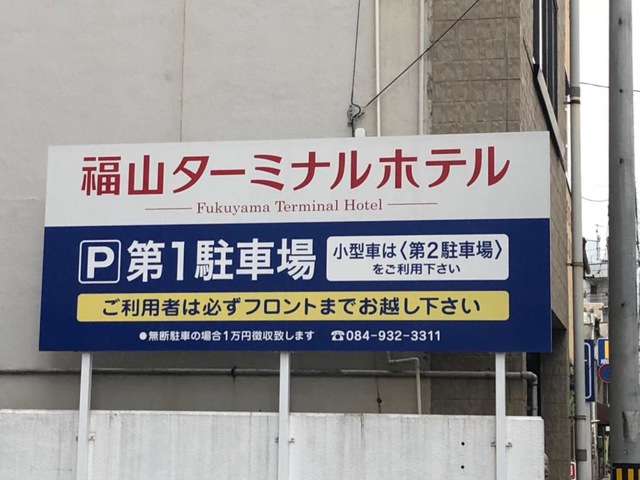 福山ターミナルホテル
Fukuyama Terminal Hotel
P 第1駐車場
小型車は〈第2駐車場〉
をご利用下さい
ご利用者は必ずフロントまでお越し下さい
●無断駐車の場合1万円徴収致します ☎084-932-3311